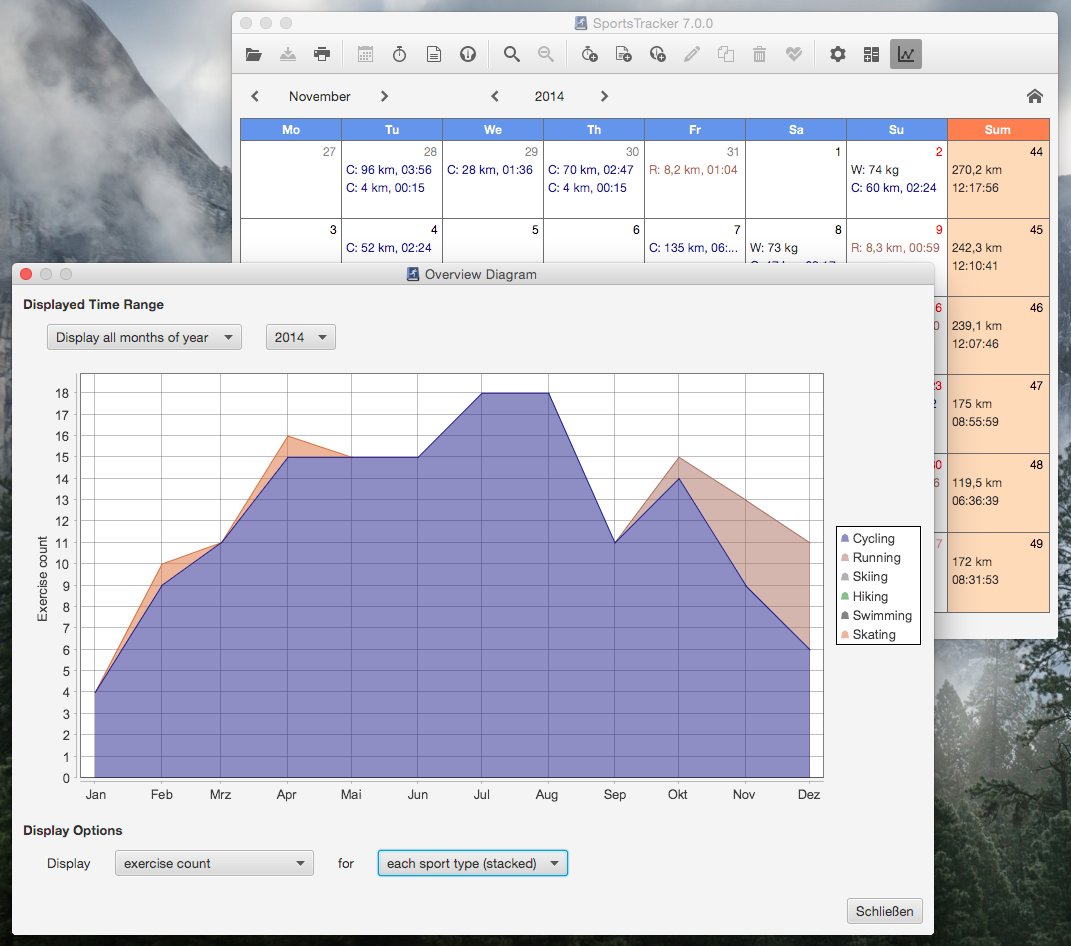 SportsTracker 7.0.0
November 2014
Mo Tu We Th Fr Sa Su Sum
27 28 29 30 31 1 2 44
C: 96 km, 03:56 C: 28 km, 01:36 C: 70 km, 02:47 R: 8,2 km, 01:04 W: 74 kg 270,2 km
C: 4 km, 00:15 C: 4 km, 00:15 C: 60 km, 02:24 12:17:56
3 4 5 6 7 8 9 45
C: 52 km, 02:24 C: 135 km, 06:... W: 73 kg R: 8,3 km, 00:59 242,3 km
12:10:41
46
239,1 km
12:07:46
47
175 km
08:55:59
48
119,5 km
06:36:39
49
172 km
08:31:53
Overview Diagram
Displayed Time Range
Display all months of year 2014
18
17
16
15
14
13
12
11
10
9
8
7
6
5
4
3
2
1
0
Exercise count
Jan Feb Mrz Apr Mai Jun Jul Aug Sep Okt Nov Dez
Cycling
Running
Skiing
Hiking
Swimming
Skating
Display Options
Display exercise count for each sport type (stacked)
Schließen